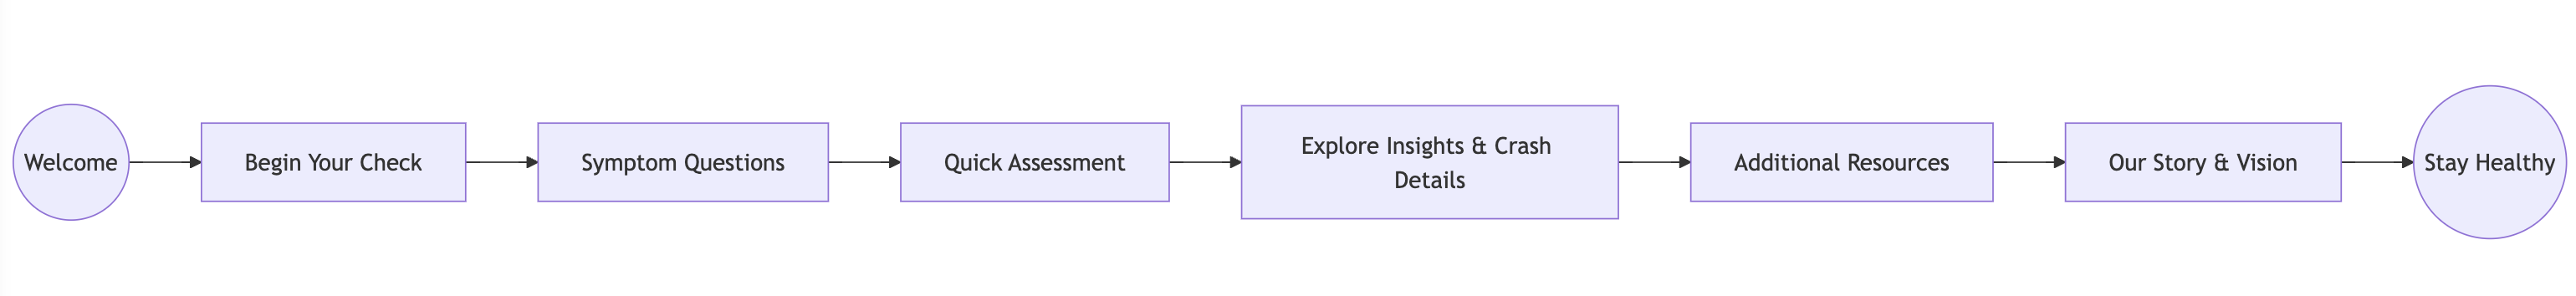 Welcome
Begin Your Check
Symptom Questions
Quick Assessment
Explore Insights & Crash
Details
Additional Resources
Our Story & Vision
Stay Healthy